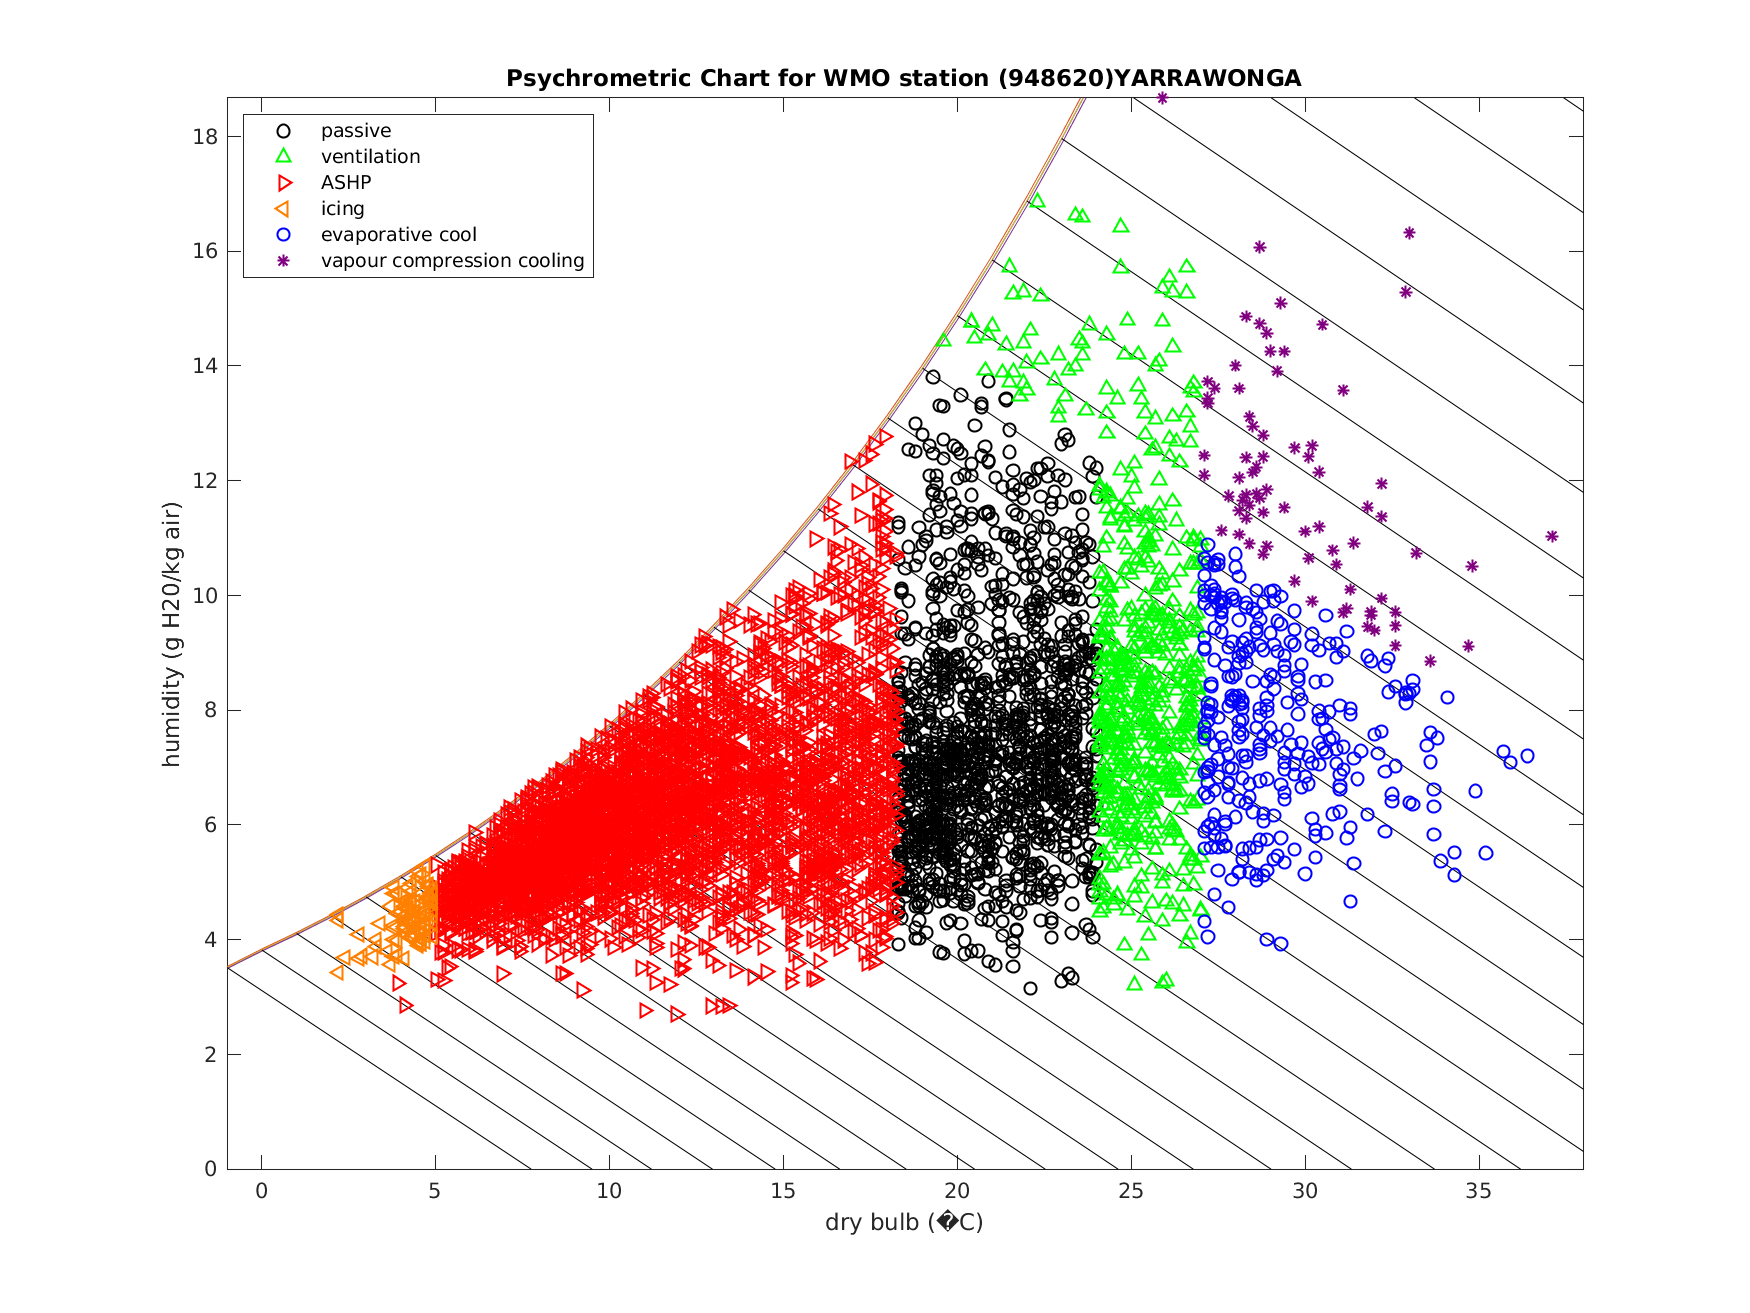 Psychrometric Chart for WMO station (948620)YARRAWONGA
passive
ventilation
ASHP
icing
evaporative cool
vapour compression cooling
humidity (g H20/kg air)
18
16
14
12
10
8
6
4
2
0
0 5 10 15 20 25 30 35
dry bulb (�C)